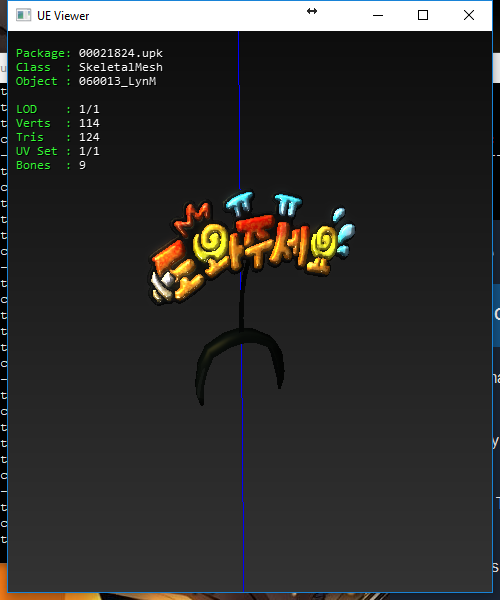 UE Viewer
Package: 00021824.upk
Class : SkeletalMesh
Object : 060013_LynM
LOD : 1/1
Verts : 114
Tris : 124
UV Set : 1/1
Bones : 9
ㅠ ㅠ
도와주세요